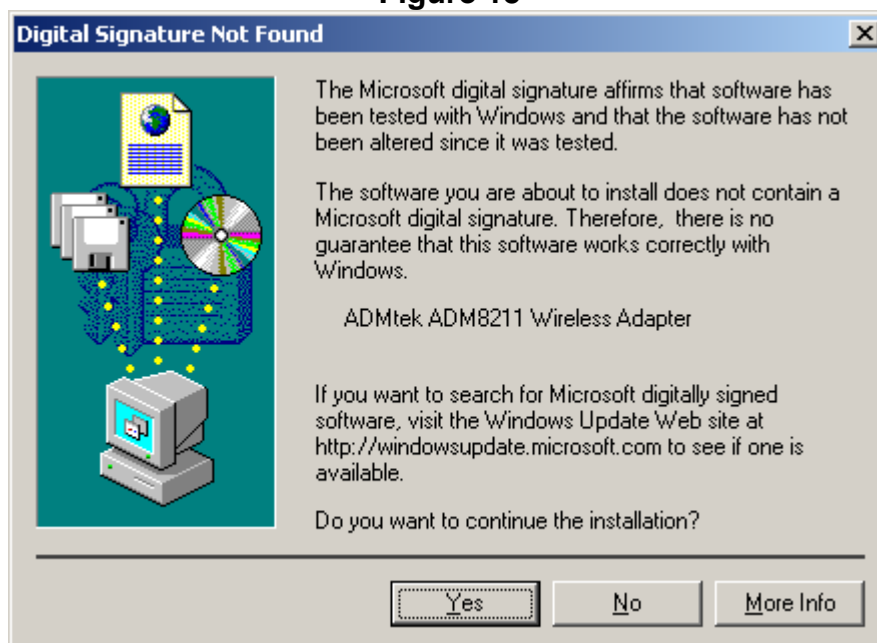 Digital Signature Not Found
The Microsoft digital signature affirms that software has
been tested with Windows and that the software has not
been altered since it was tested.
The software you are about to install does not contain a
Microsoft digital signature. Therefore, there is no
guarantee that this software works correctly with
Windows.
ADMtek ADM8211 Wireless Adapter
If you want to search for Microsoft digitally signed
software, visit the Windows Update Web site at
http://windowsupdate.microsoft.com to see if one is
available.
Do you want to continue the installation?
Yes No More Info